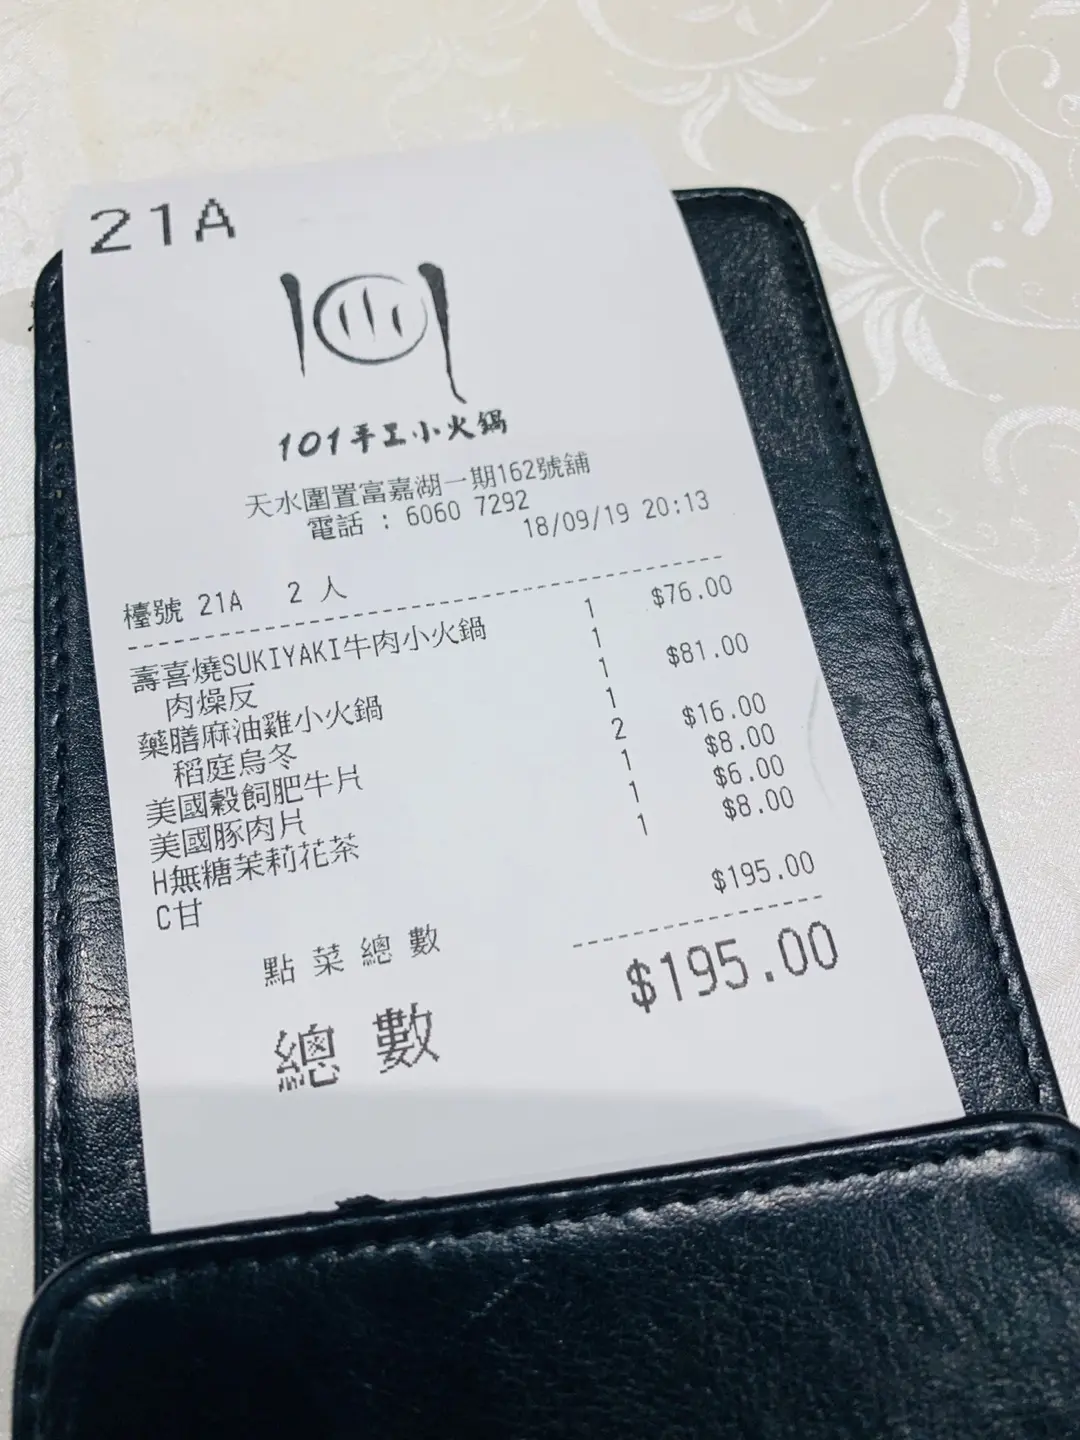 21A
101手工小火鍋
天水圍置富嘉湖一期162號舖
電話 : 6060 7292
18/09/19 20:13
檯號 21A 2 人
壽喜燒SUKIYAKI牛肉小火鍋 1 $76.00
肉燥反 1
藥膳麻油雞小火鍋 1 $81.00
稻庭烏冬 1
美國穀飼肥牛片 2 $16.00
美國豚肉片 1 $8.00
H無糖茉莉花茶 1 $6.00
C甘 1 $8.00
點菜總數 $195.00
總數 $195.00